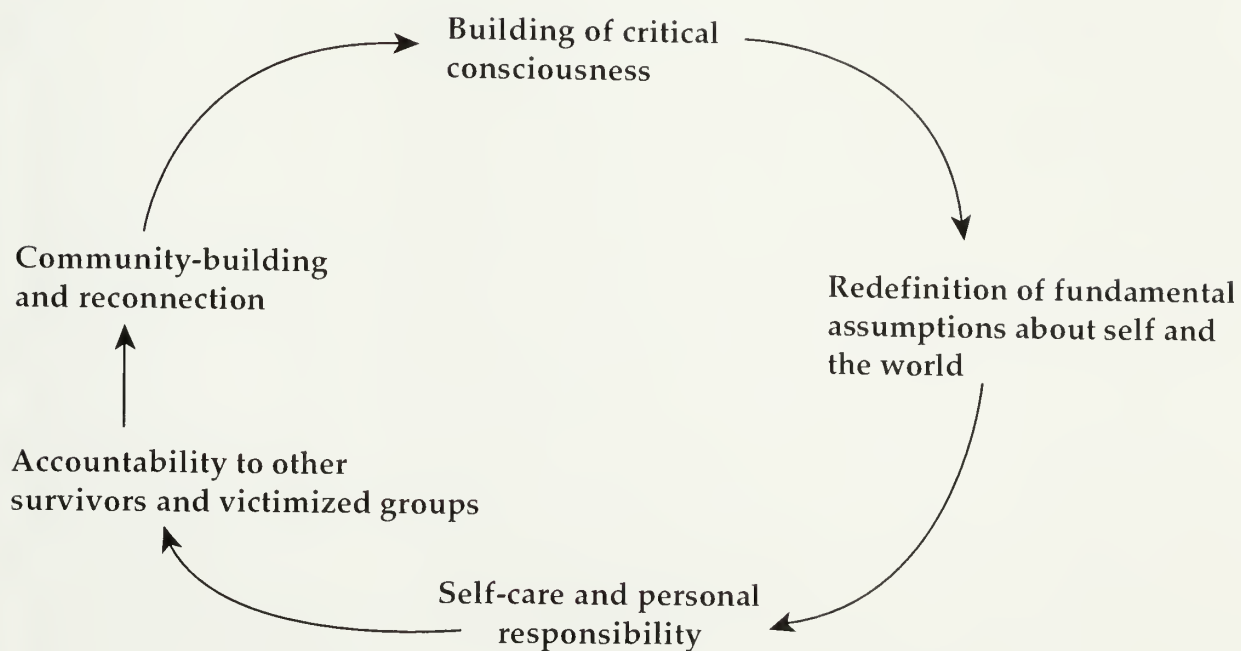 Building of critical
consciousness
Redefinition of fundamental
assumptions about self and
the world
Self-care and personal
responsibility
Accountability to other
survivors and victimized groups
Community-building
and reconnection